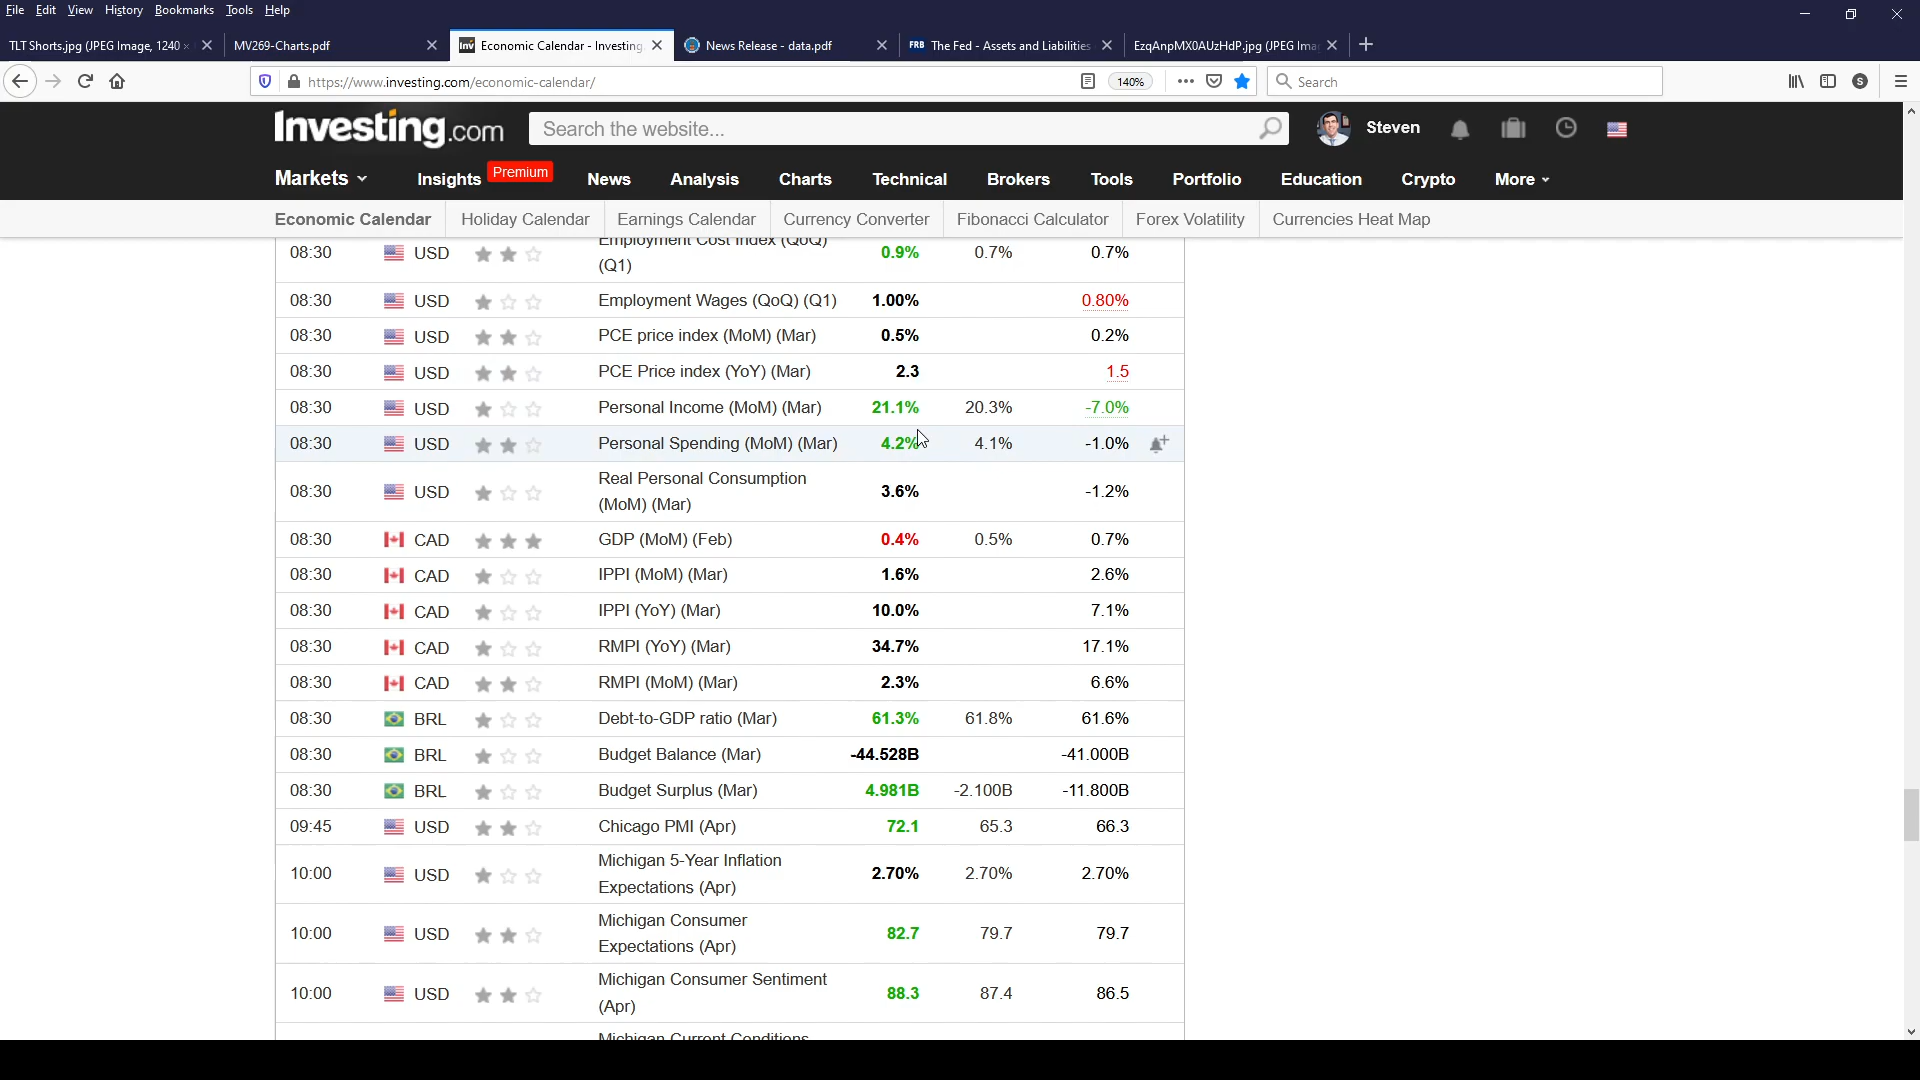 File Edit View History Bookmarks Tools Help
TLT Shorts.jpg (JPEG Image, 1240 × MV269-Charts.pdf Economic Calendar - Investing News Release - data.pdf FRB The Fed - Assets and Liabilities EzqAnpMX0AUzHdP.jpg (JPEG Ima
https://www.investing.com/economic-calendar/ 140% Search
Investing.com Search the website... Steven
Markets Insights Premium News Analysis Charts Technical Brokers Tools Portfolio Education Crypto More
Economic Calendar Holiday Calendar Earnings Calendar Currency Converter Fibonacci Calculator Forex Volatility Currencies Heat Map
08:30 USD Employment Cost Index (QoQ) 0.9% 0.7% 0.7%
(Q1)
08:30 USD Employment Wages (QoQ) (Q1) 1.00% 0.80%
08:30 USD PCE price index (MoM) (Mar) 0.5% 0.2%
08:30 USD PCE Price index (YoY) (Mar) 2.3 1.5
08:30 USD Personal Income (MoM) (Mar) 21.1% 20.3% -7.0%
08:30 USD Personal Spending (MoM) (Mar) 4.2% 4.1% -1.0%
08:30 USD Real Personal Consumption 3.6% -1.2%
(MoM) (Mar)
08:30 CAD GDP (MoM) (Feb) 0.4% 0.5% 0.7%
08:30 CAD IPPI (MoM) (Mar) 1.6% 2.6%
08:30 CAD IPPI (YoY) (Mar) 10.0% 7.1%
08:30 CAD RMPI (YoY) (Mar) 34.7% 17.1%
08:30 CAD RMPI (MoM) (Mar) 2.3% 6.6%
08:30 BRL Debt-to-GDP ratio (Mar) 61.3% 61.8% 61.6%
08:30 BRL Budget Balance (Mar) -44.528B -41.000B
08:30 BRL Budget Surplus (Mar) 4.981B -2.100B -11.800B
09:45 USD Chicago PMI (Apr) 72.1 65.3 66.3
10:00 USD Michigan 5-Year Inflation 2.70% 2.70% 2.70%
Expectations (Apr)
10:00 USD Michigan Consumer 82.7 79.7 79.7
Expectations (Apr)
10:00 USD Michigan Consumer Sentiment 88.3 87.4 86.5
(Apr)
Michigan Current Conditions